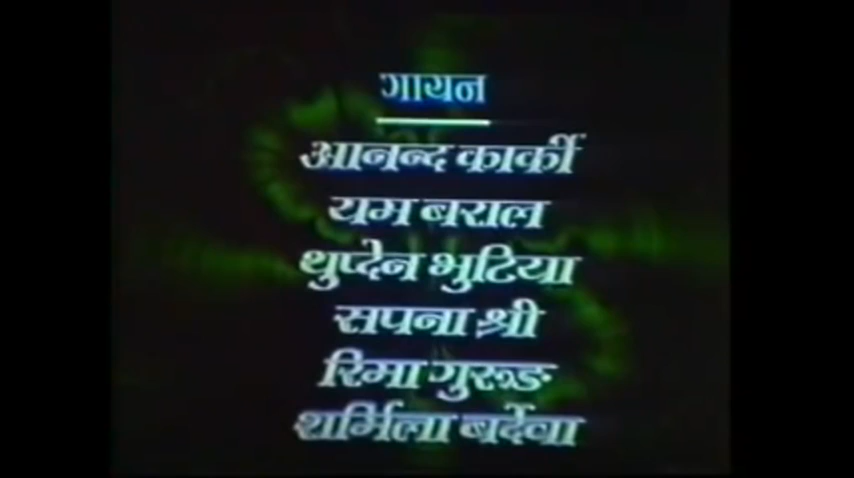 गायन
आनन्द कार्की
यम बराल
थुप्देन भुटिया
सपना श्री
रिमा गुरूङ
शर्मिला बर्देवा